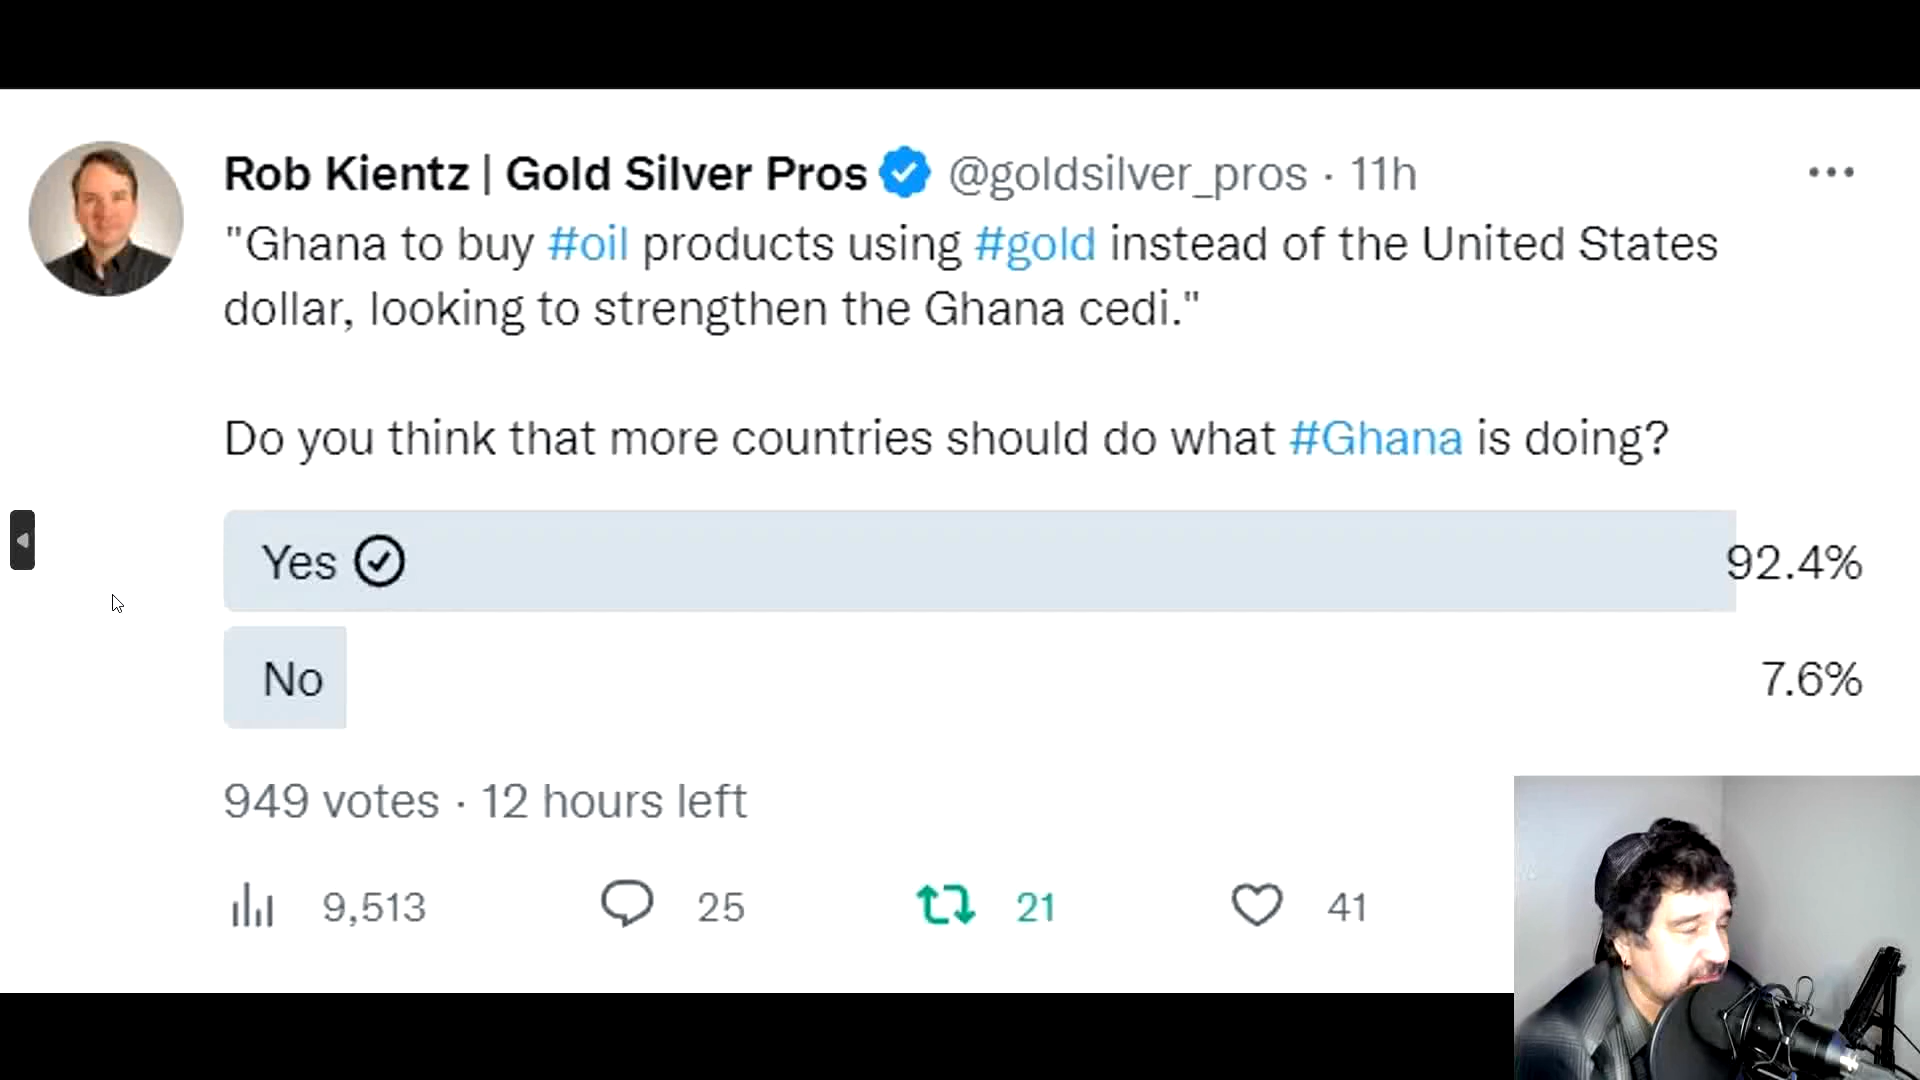 Rob Kientz | Gold Silver Pros @goldsilver_pros · 11h
"Ghana to buy #oil products using #gold instead of the United States
dollar, looking to strengthen the Ghana cedi."
Do you think that more countries should do what #Ghana is doing?
Yes 92.4%
No 7.6%
949 votes · 12 hours left
9,513 25 21 41